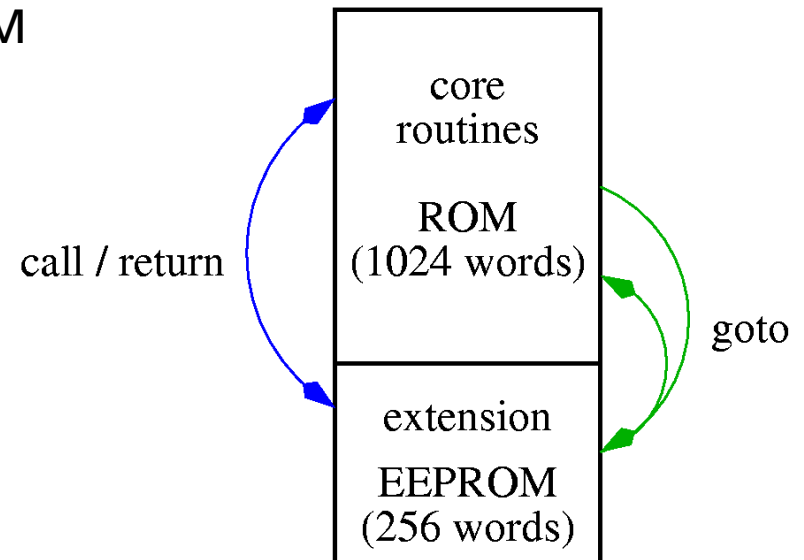 M
core
routines
ROM
(1024 words)
call / return
goto
extension
EEPROM
(256 words)